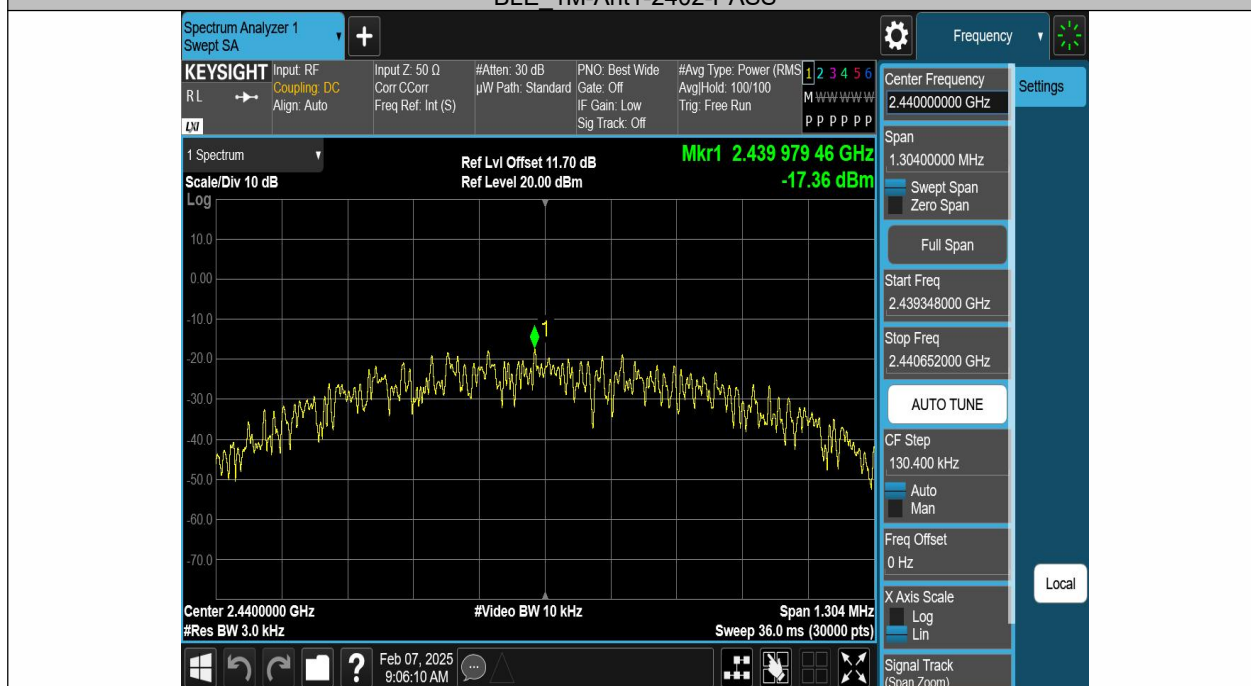 BLE_1M-Ant1-2402-PASS
Spectrum Analyzer 1
Swept SA
Frequency
KEYSIGHT
RL
LXI
Input: RF
Coupling: DC
Align: Auto
Input Z: 50 Ω
Corr CCorr
Freq Ref: Int (S)
#Atten: 30 dB
µW Path: Standard
PNO: Best Wide
Gate: Off
IF Gain: Low
Sig Track: Off
#Avg Type: Power (RMS
Avg|Hold: 100/100
Trig: Free Run
1 2 3 4 5 6
M W W W W W
P P P P P P
Center Frequency
2.440000000 GHz
Settings
Span
1.30400000 MHz
Swept Span
Zero Span
Full Span
Start Freq
2.439348000 GHz
Stop Freq
2.440652000 GHz
AUTO TUNE
CF Step
130.400 kHz
Auto
Man
Freq Offset
0 Hz
X Axis Scale
Log
Lin
Signal Track
(Span Zoom)
Local
1 Spectrum
Scale/Div 10 dB
Log
Ref Lvl Offset 11.70 dB
Ref Level 20.00 dBm
Mkr1 2.439 979 46 GHz
-17.36 dBm
10.0
0.00
-10.0
1
-20.0
-30.0
-40.0
-50.0
-60.0
-70.0
Center 2.4400000 GHz
#Res BW 3.0 kHz
#Video BW 10 kHz
Span 1.304 MHz
Sweep 36.0 ms (30000 pts)
?
Feb 07, 2025
9:06:10 AM